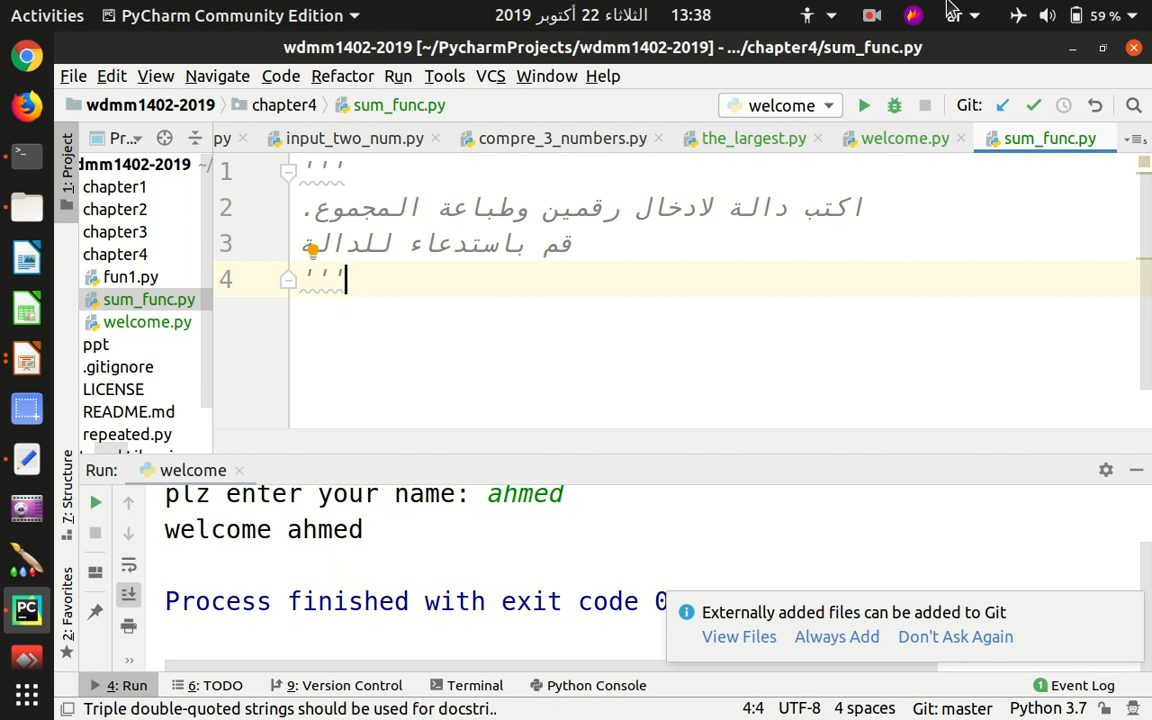 Activities PyCharm Community Edition الثلاثاء 22 أكتوبر 2019 13:38 59 %
wdmm1402-2019 [~/PycharmProjects/wdmm1402-2019] - .../chapter4/sum_func.py
File Edit View Navigate Code Refactor Run Tools VCS Window Help
wdmm1402-2019 chapter4 sum_func.py welcome Git:
1: Project
Pr... py input_two_num.py compre_3_numbers.py the_largest.py welcome.py sum_func.py
dmm1402-2019 ~/
chapter1
chapter2
chapter3
chapter4
fun1.py
sum_func.py
welcome.py
ppt
.gitignore
LICENSE
README.md
repeated.py
1 '''
2 اكتب دالة لادخال رقمين وطباعة المجموع.
3 قم باستدعاء للدالة
4 '''
7: Structure
2: Favorites
Run: welcome
plz enter your name: ahmed
welcome ahmed
Process finished with exit code 0
Externally added files can be added to Git
View Files Always Add Don't Ask Again
4: Run 6: TODO 9: Version Control Terminal Python Console 1 Event Log
Triple double-quoted strings should be used for docstri.. 4:4 UTF-8 4 spaces Git: master Python 3.7